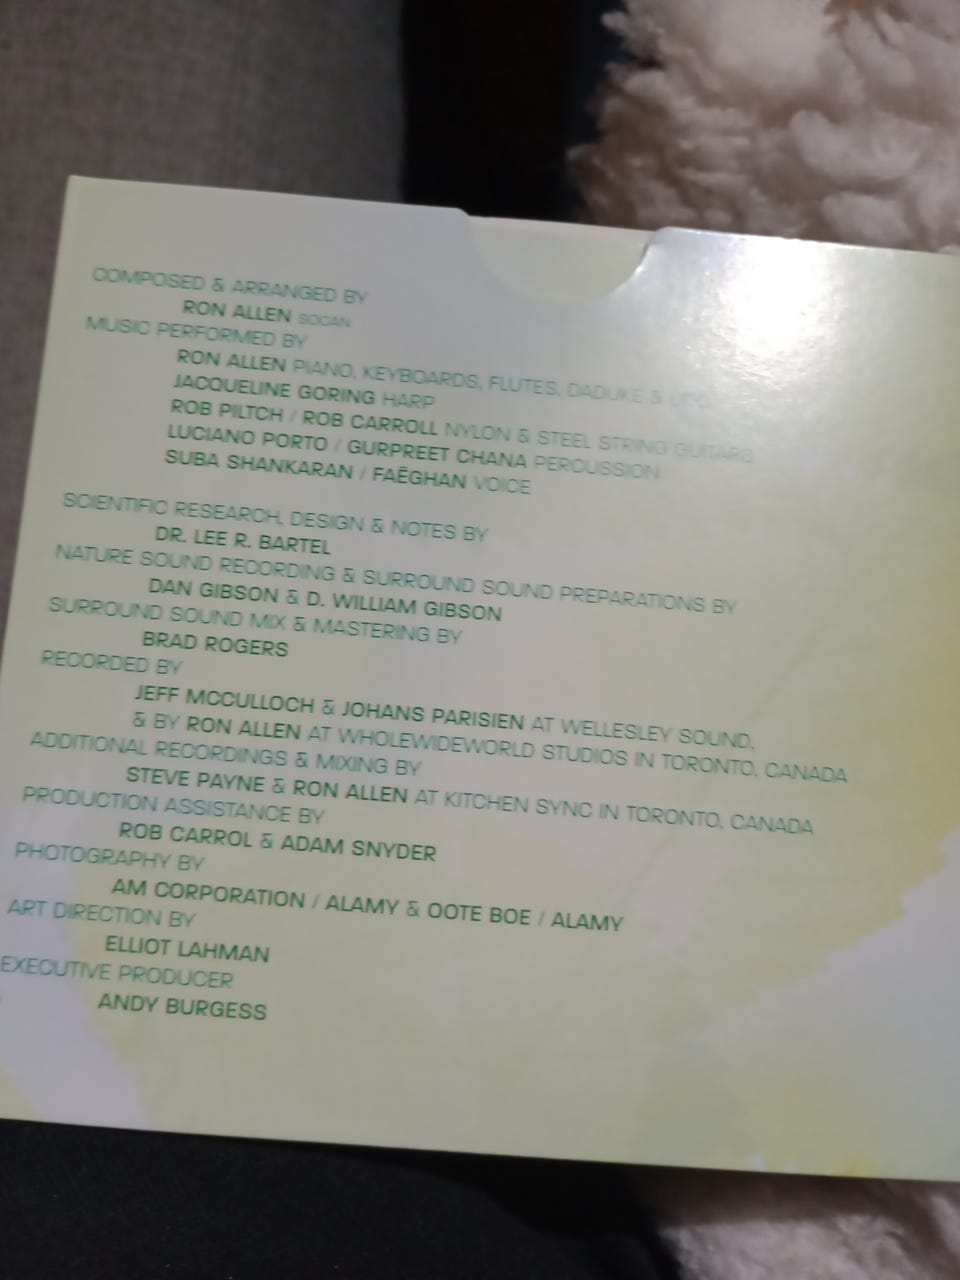 COMPOSED & ARRANGED BY
RON ALLEN SOCAN
MUSIC PERFORMED BY
RON ALLEN PIANO, KEYBOARDS, FLUTES, DADUKE &
JACQUELINE GORING HARP
ROB PILTCH / ROB CARROLL NYLON & STEEL STRING GUITARS
LUCIANO PORTO / GURPREET CHANA PERCUSSION
SUBA SHANKARAN / FAĒGHAN VOICE
SCIENTIFIC RESEARCH, DESIGN & NOTES BY
DR. LEE R. BARTEL
NATURE SOUND RECORDING & SURROUND SOUND PREPARATIONS BY
DAN GIBSON & D. WILLIAM GIBSON
SURROUND SOUND MIX & MASTERING BY
BRAD ROGERS
RECORDED BY
JEFF MCCULLOCH & JOHANS PARISIEN AT WELLESLEY SOUND,
& BY RON ALLEN AT WHOLEWIDEWORLD STUDIOS IN TORONTO, CANADA
ADDITIONAL RECORDINGS & MIXING BY
STEVE PAYNE & RON ALLEN AT KITCHEN SYNC IN TORONTO, CANADA
PRODUCTION ASSISTANCE BY
ROB CARROL & ADAM SNYDER
PHOTOGRAPHY BY
AM CORPORATION / ALAMY & OOTE BOE / ALAMY
ART DIRECTION BY
ELLIOT LAHMAN
EXECUTIVE PRODUCER
ANDY BURGESS